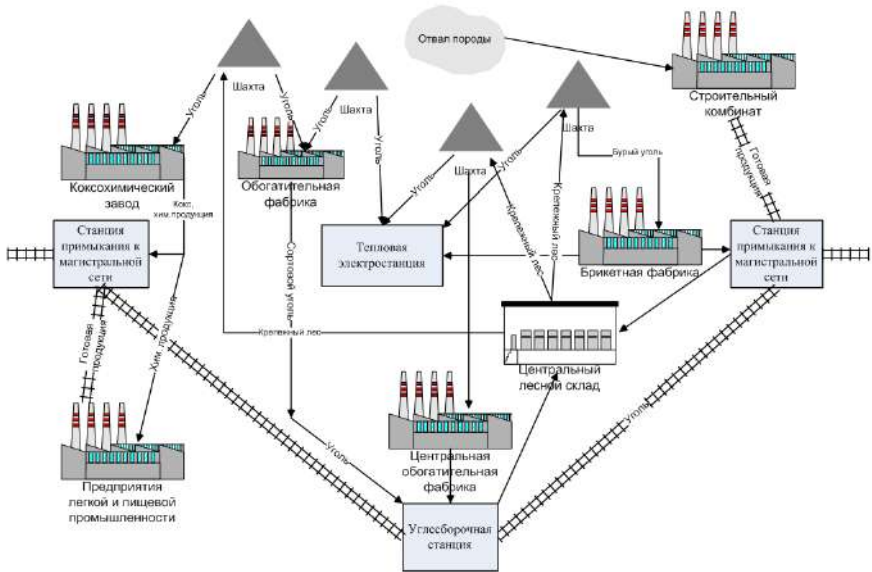 Отвал породы
Строительный
комбинат
Шахта
Шахта
Шахта
Шахта
Уголь
Уголь
Уголь
Уголь
Уголь
Уголь
Бурый уголь
Готовая
продукция
Коксохимический
завод
Обогатительная
фабрика
Кокс,
хим.продукция
Крепежный лес
Крепежный лес
Станция
примыкания к
магистральной
сети
Тепловая
электростанция
Брикетная фабрика
Станция
примыкания к
магистральной
сети
Сортовой уголь
Крепежный лес
Готовая
продукция
Хим. продукция
Центральный
лесной склад
Уголь
Уголь
Центральная
обогатительная
фабрика
Предприятия
легкой и пищевой
промышленности
Углесборочная
станция